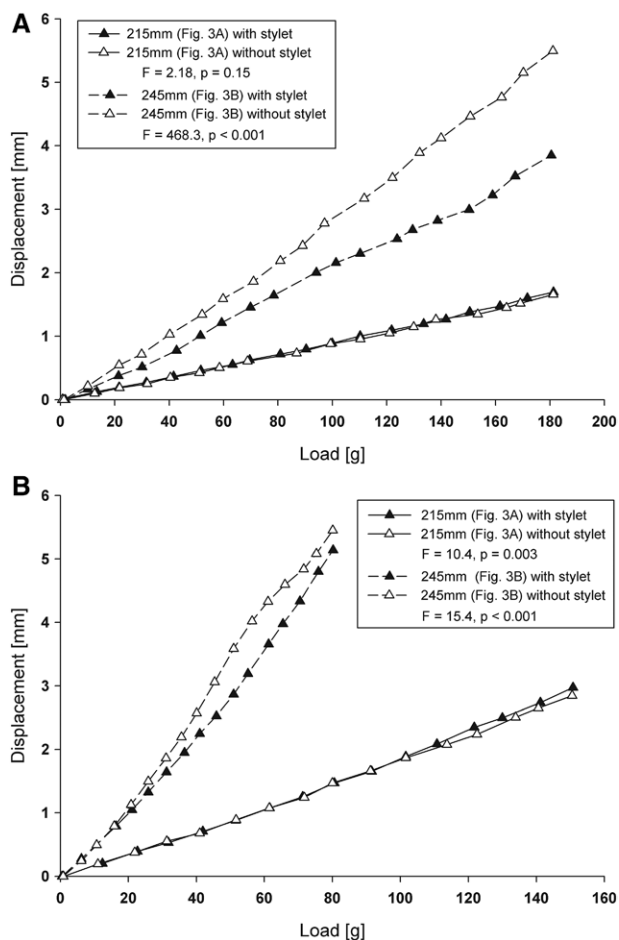 A
6
5
4
3
2
1
0
Displacement [mm]
215mm (Fig. 3A) with stylet
215mm (Fig. 3A) without stylet
F = 2.18, p = 0.15
245mm (Fig. 3B) with stylet
245mm (Fig. 3B) without stylet
F = 468.3, p < 0.001
0 20 40 60 80 100 120 140 160 180 200
Load [g]
B
6
5
4
3
2
1
0
Displacement [mm]
215mm (Fig. 3A) with stylet
215mm (Fig. 3A) without stylet
F = 10.4, p = 0.003
245mm (Fig. 3B) with stylet
245mm (Fig. 3B) without stylet
F = 15.4, p < 0.001
0 20 40 60 80 100 120 140 160
Load [g]